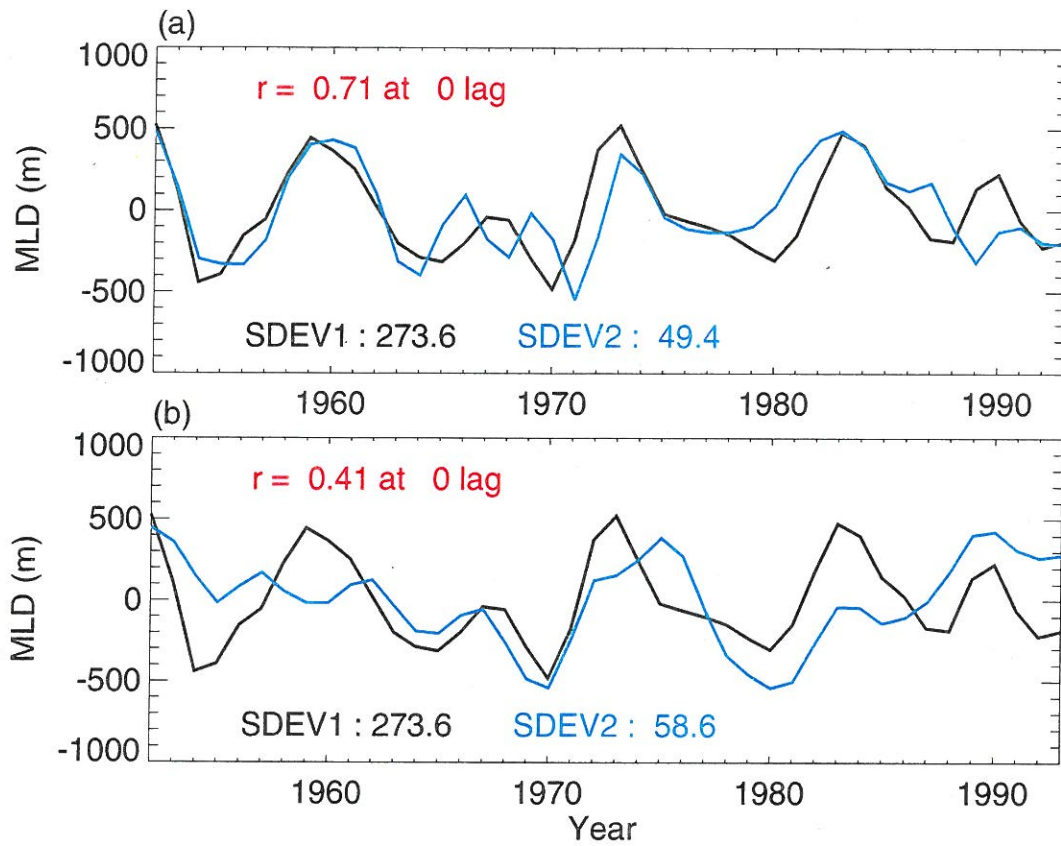 (a)
1000
r = 0.71 at 0 lag
500
MLD (m)
0
-500
SDEV1 : 273.6 SDEV2 : 49.4
-1000
1960 1970 1980 1990
(b)
1000
r = 0.41 at 0 lag
500
MLD (m)
0
-500
SDEV1 : 273.6 SDEV2 : 58.6
-1000
1960 1970 1980 1990
Year